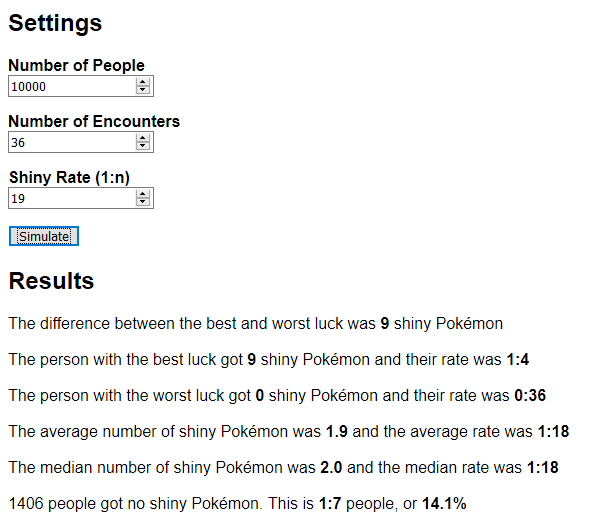 Settings
Number of People
10000
Number of Encounters
36
Shiny Rate (1:n)
19
Simulate
Results
The difference between the best and worst luck was 9 shiny Pokémon
The person with the best luck got 9 shiny Pokémon and their rate was 1:4
The person with the worst luck got 0 shiny Pokémon and their rate was 0:36
The average number of shiny Pokémon was 1.9 and the average rate was 1:18
The median number of shiny Pokémon was 2.0 and the median rate was 1:18
1406 people got no shiny Pokémon. This is 1:7 people, or 14.1%